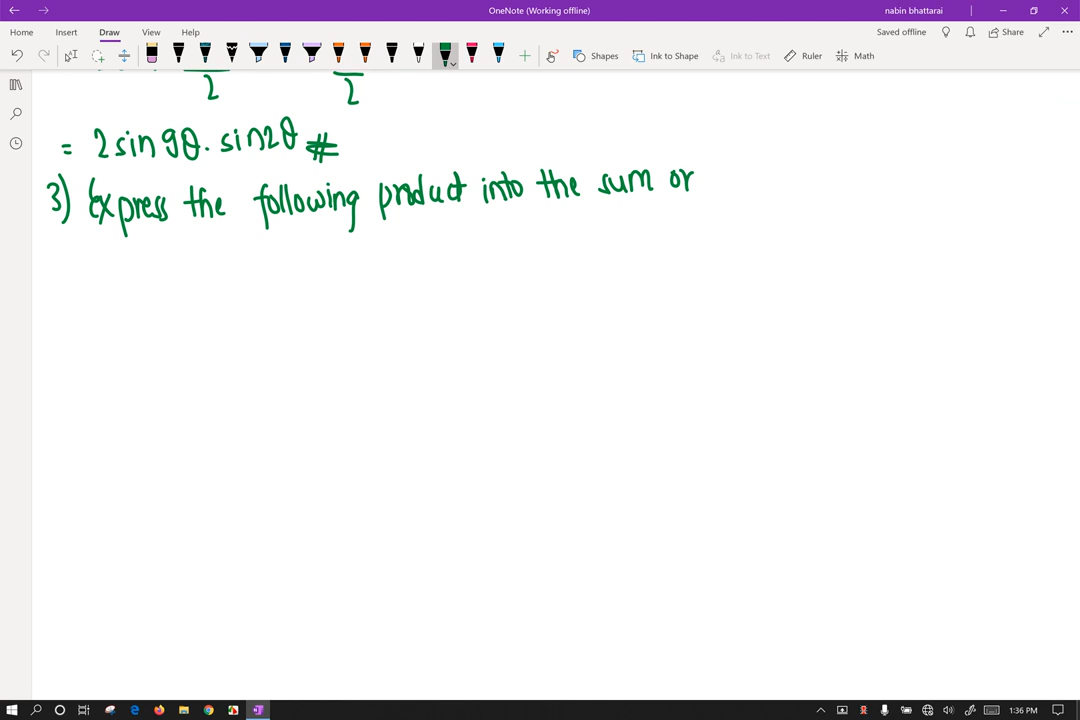 OneNote (Working offline)
nabin bhattarai
Home Insert Draw View Help
Saved offline
Share
Shapes
Ink to Shape
Ink to Text
Ruler
Math
2 2
= 2 sin 9θ. sin2θ #
3) Express the following product into the sum or
1:36 PM